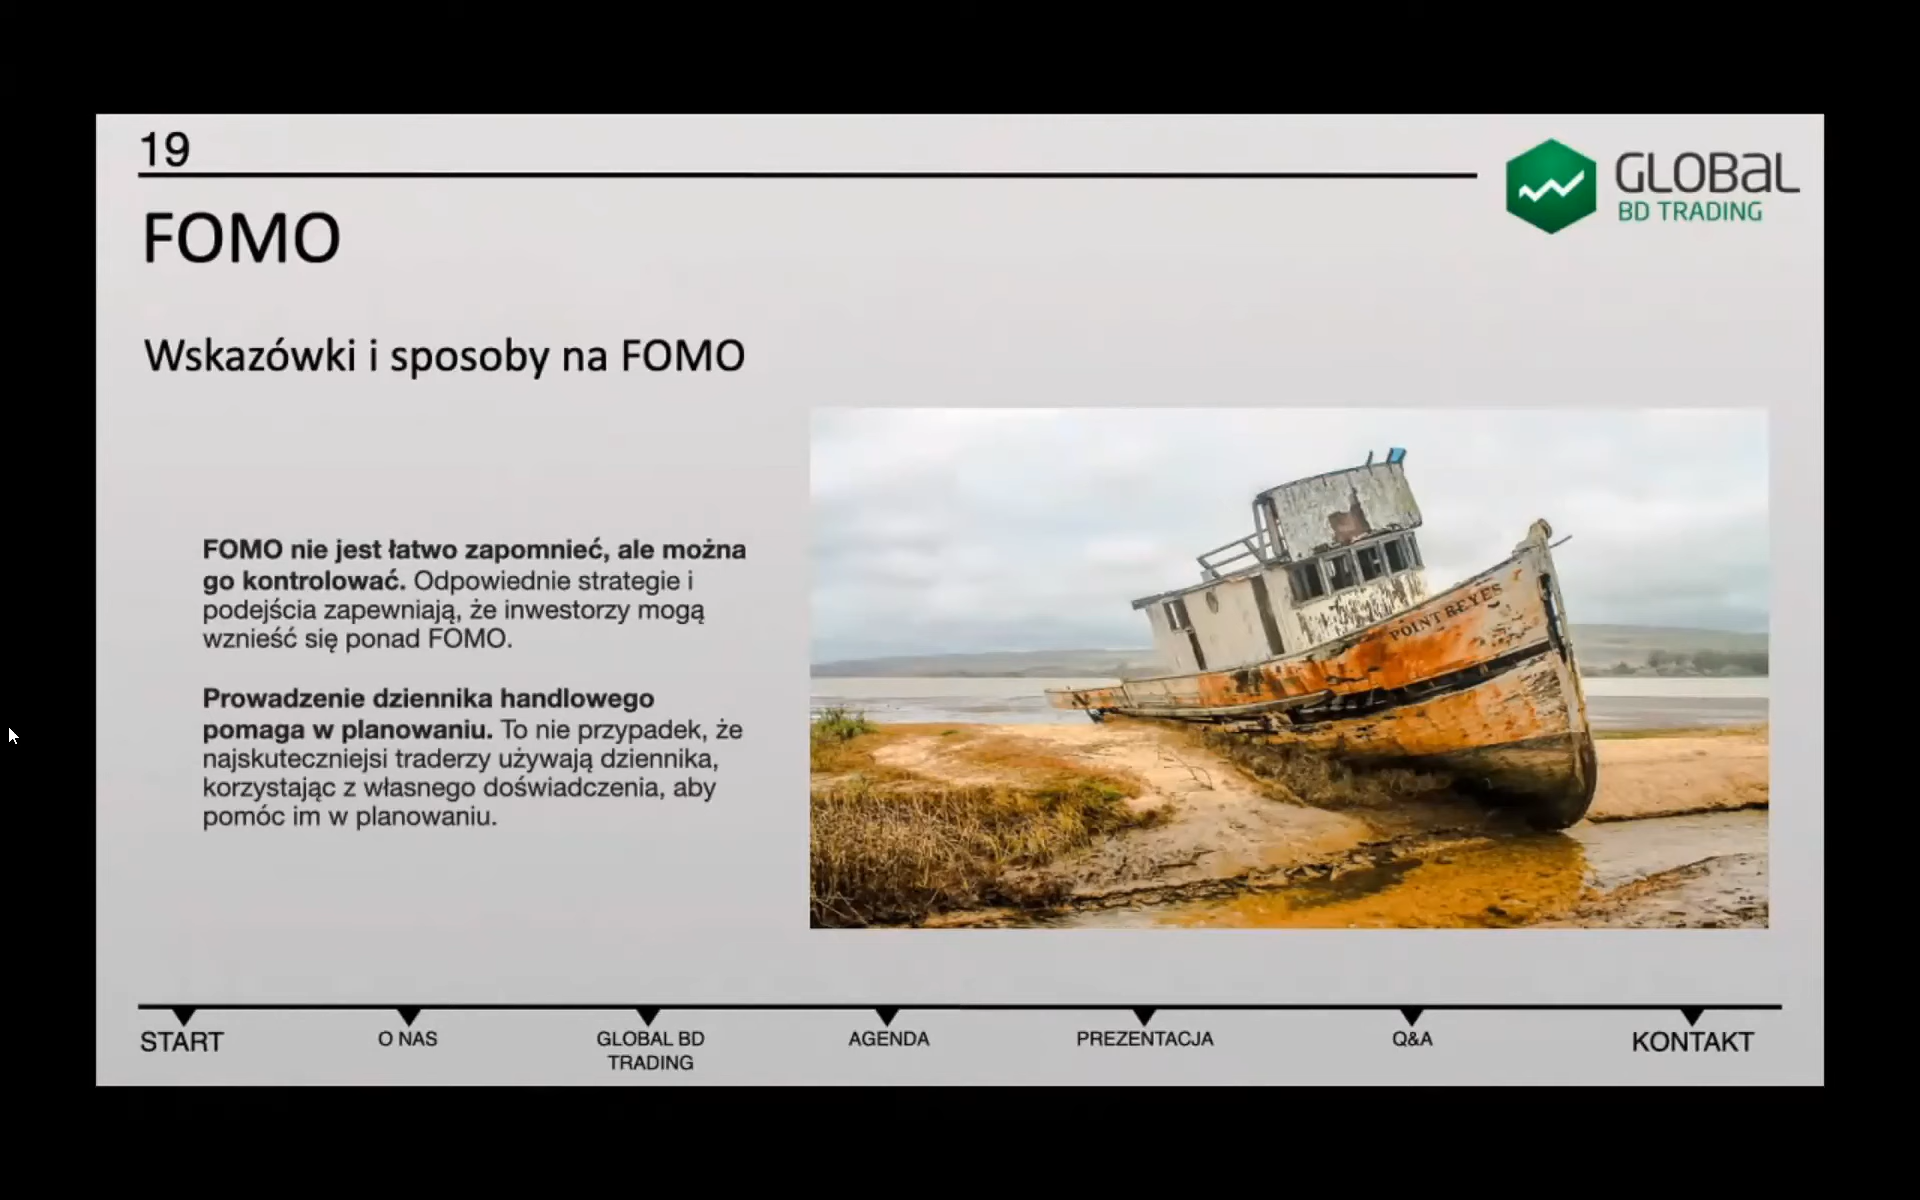 19
GLOBAL
BD TRADING
FOMO
Wskazówki i sposoby na FOMO
FOMO nie jest łatwo zapomnieć, ale można
go kontrolować. Odpowiednie strategie i
podejścia zapewniają, że inwestorzy mogą
wznieść się ponad FOMO.
Prowadzenie dziennika handlowego
pomaga w planowaniu. To nie przypadek, że
najskuteczniejsi traderzy używają dziennika,
korzystając z własnego doświadczenia, aby
pomóc im w planowaniu.
POINT REYES
START
O NAS
GLOBAL BD
TRADING
AGENDA
PREZENTACJA
Q&A
KONTAKT